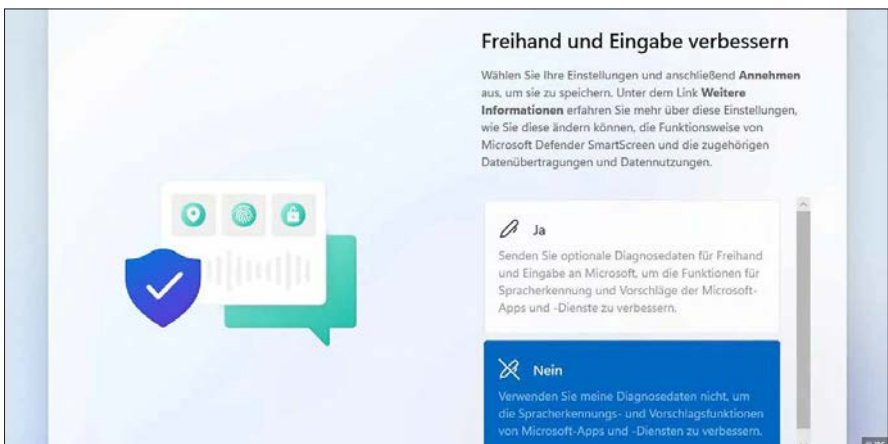 Freihand und Eingabe verbessern
Wählen Sie Ihre Einstellungen und anschließend Annehmen
aus, um sie zu speichern. Unter dem Link Weitere
Informationen erfahren Sie mehr über diese Einstellungen,
wie Sie diese ändern können, die Funktionsweise von
Microsoft Defender SmartScreen und die zugehörigen
Datenübertragungen und Datennutzungen.
Ja
Senden Sie optionale Diagnosedaten für Freihand
und Eingabe an Microsoft, um die Funktionen für
Spracherkennung und Vorschläge der Microsoft-
Apps und -Dienste zu verbessern.
Nein
Verwenden Sie meine Diagnosedaten nicht, um
die Spracherkennungs- und Vorschlagsfunktionen
von Microsoft-Apps und -Diensten zu verbessern.